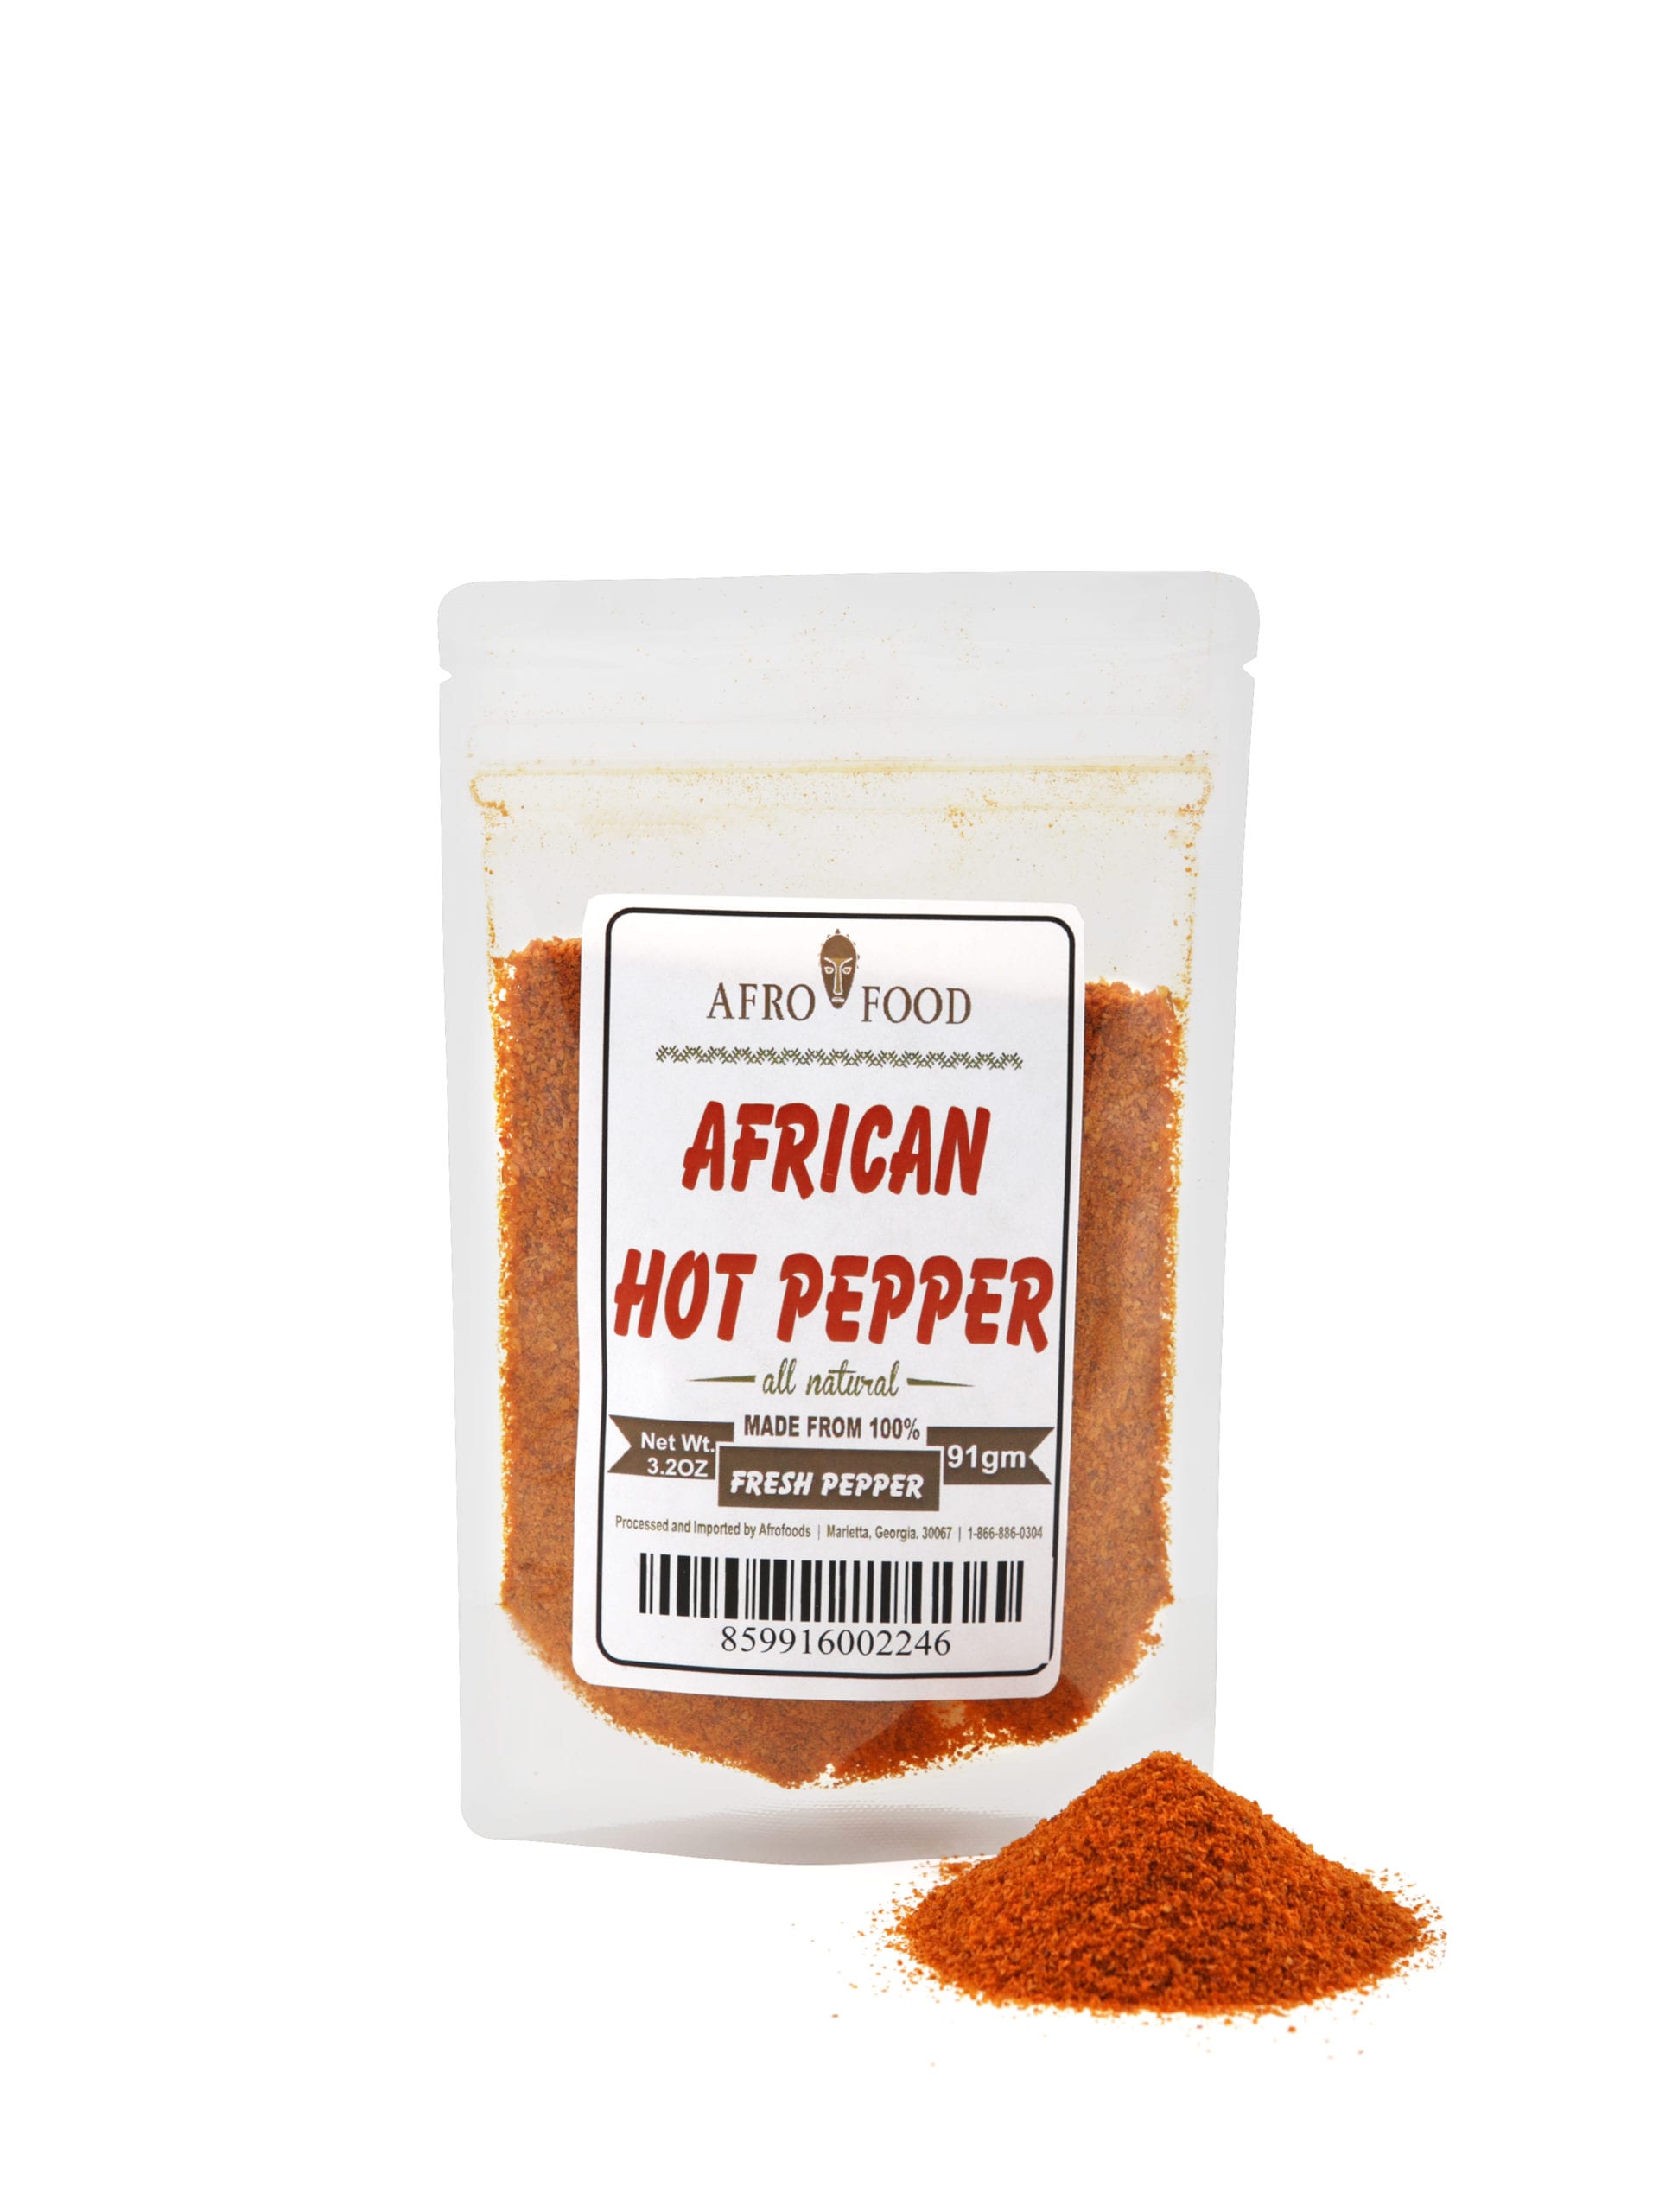 AFRO FOOD
AFRICAN
HOT PEPPER
all natural
MADE FROM 100%
Net Wt.
3.2OZ
FRESH PEPPER
91gm
Processed and Imported by Afrofoods | Marietta, Georgia. 30067 | 1-866-886-0304
859916002246